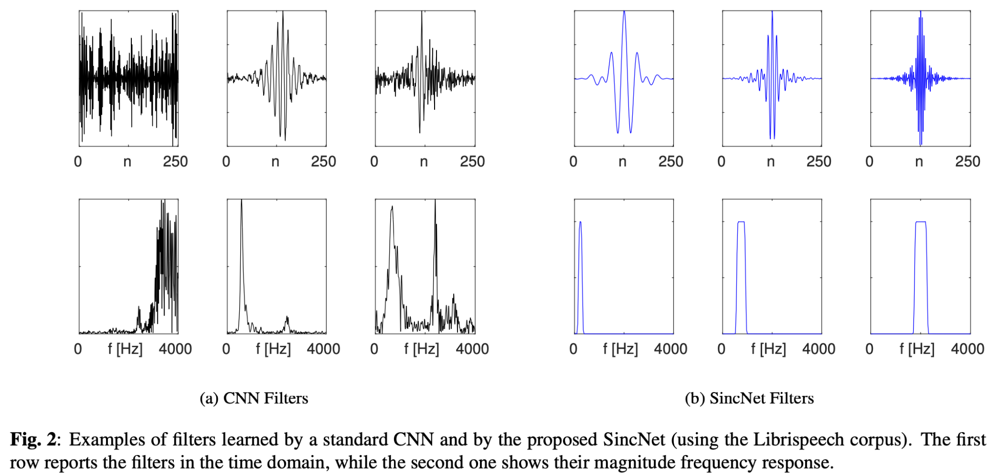 0 n 250 0 n 250 0 n 250 0 n 250 0 n 250 0 n 250
0 f [Hz] 4000 0 f [Hz] 4000 0 f [Hz] 4000 0 f [Hz] 4000 0 f [Hz] 4000 0 f [Hz] 4000
(a) CNN Filters (b) SincNet Filters
Fig. 2: Examples of filters learned by a standard CNN and by the proposed SincNet (using the Librispeech corpus). The first
row reports the filters in the time domain, while the second one shows their magnitude frequency response.